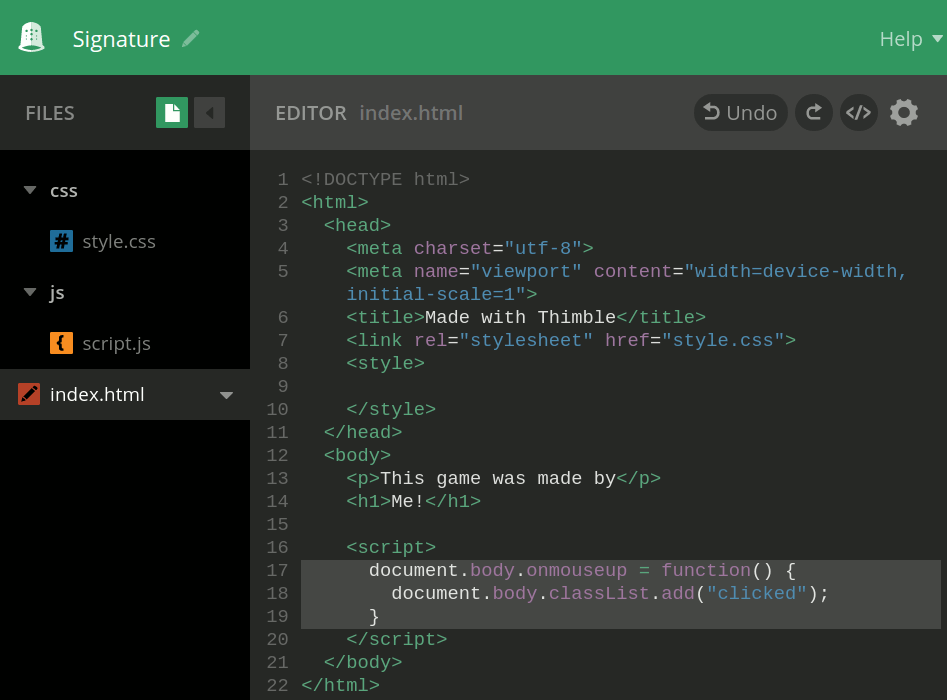 Signature
Help
FILES
EDITOR index.html
Undo
</>
css
# style.css
js
{ script.js
index.html
1 <!DOCTYPE html>
2 <html>
3   <head>
4     <meta charset="utf-8">
5     <meta name="viewport" content="width=device-width,
    initial-scale=1">
6     <title>Made with Thimble</title>
7     <link rel="stylesheet" href="style.css">
8     <style>
9
10     </style>
11   </head>
12   <body>
13     <p>This game was made by</p>
14     <h1>Me!</h1>
15
16     <script>
17       document.body.onmouseup = function() {
18         document.body.classList.add("clicked");
19       }
20     </script>
21   </body>
22 </html>